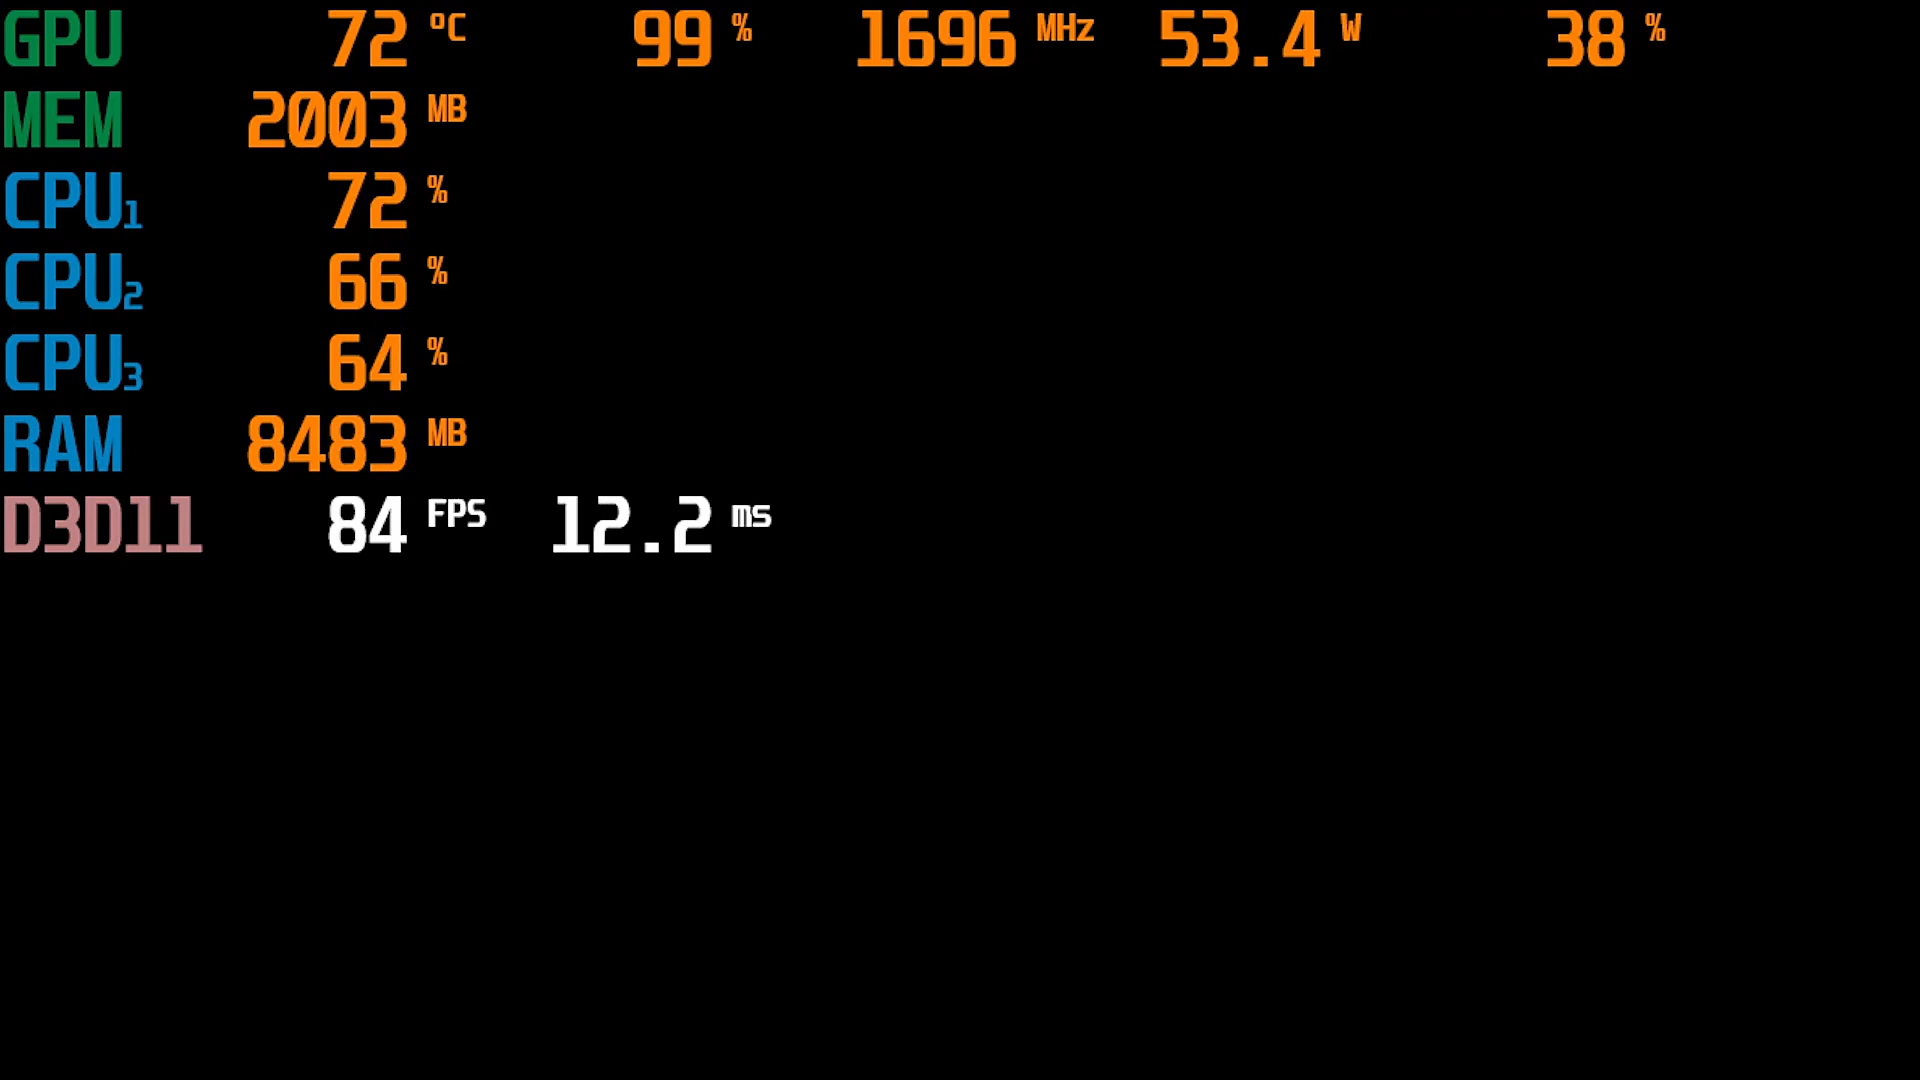 GPU 72 °C 99 % 1696 MHz 53.4 W 38 %
MEM 2003 MB
CPU1 72 %
CPU2 66 %
CPU3 64 %
RAM 8483 MB
D3D11 84 FPS 12.2 ms